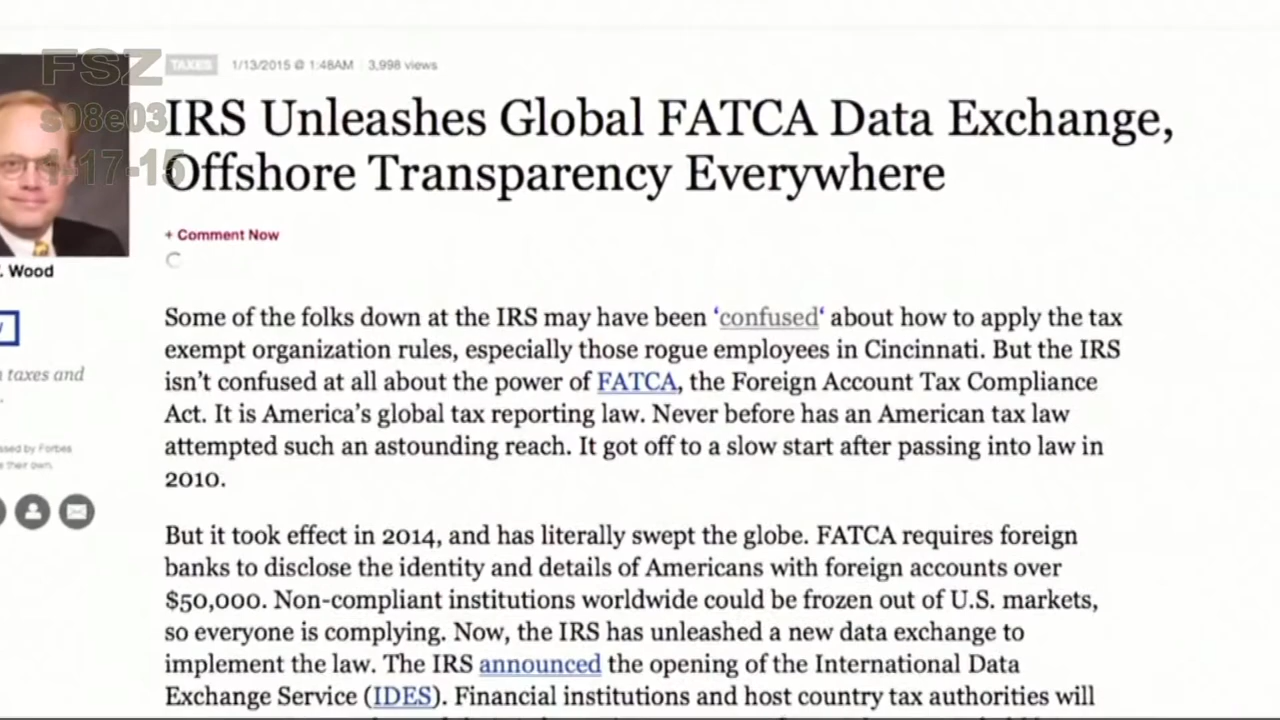 FSZ
s08e03
1-17-15
TAXES 1/13/2015 @ 1:48AM 3,998 views
IRS Unleashes Global FATCA Data Exchange,
Offshore Transparency Everywhere
+ Comment Now
. Wood
taxes and
ssed by Forbes
their own.
Some of the folks down at the IRS may have been ‘confused‘ about how to apply the tax
exempt organization rules, especially those rogue employees in Cincinnati. But the IRS
isn’t confused at all about the power of FATCA, the Foreign Account Tax Compliance
Act. It is America’s global tax reporting law. Never before has an American tax law
attempted such an astounding reach. It got off to a slow start after passing into law in
2010.
But it took effect in 2014, and has literally swept the globe. FATCA requires foreign
banks to disclose the identity and details of Americans with foreign accounts over
$50,000. Non-compliant institutions worldwide could be frozen out of U.S. markets,
so everyone is complying. Now, the IRS has unleashed a new data exchange to
implement the law. The IRS announced the opening of the International Data
Exchange Service (IDES). Financial institutions and host country tax authorities will